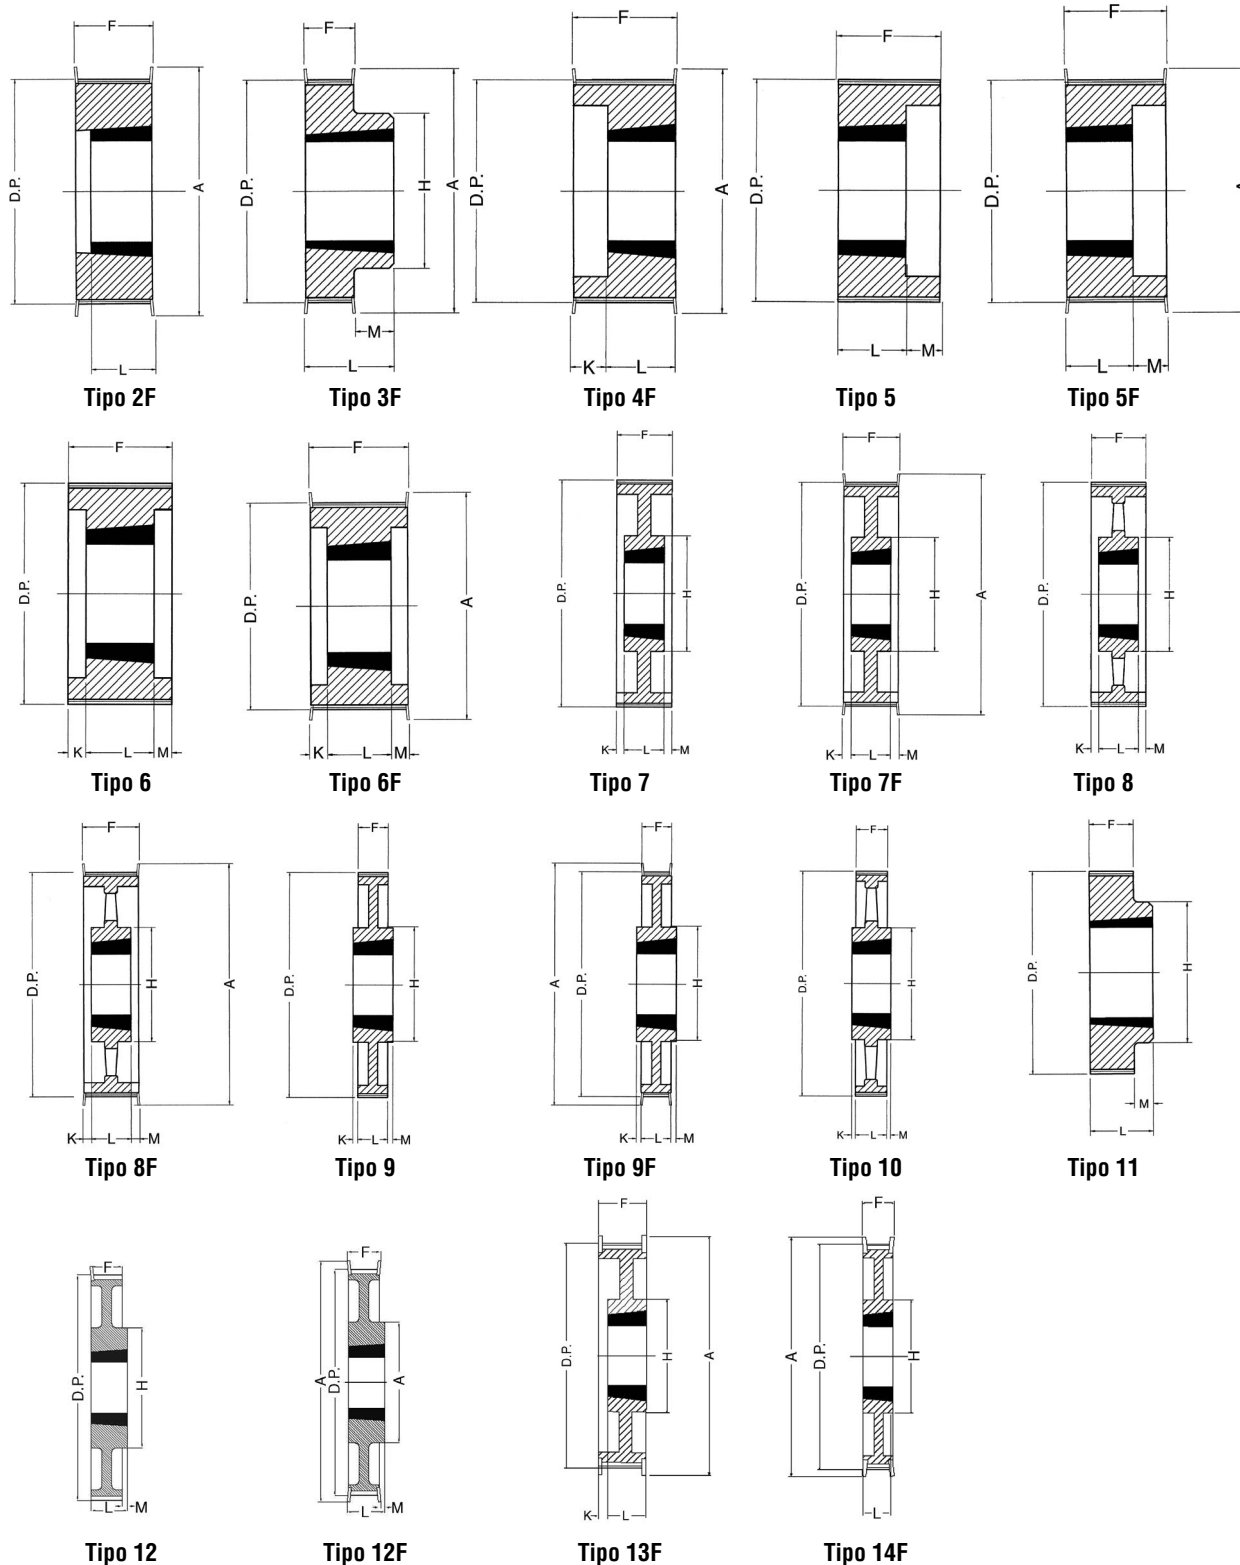 F F F F F
D.P. A D.P. H A D.P. A D.P. D.P. A
L M L K L L M L M
Tipo 2F Tipo 3F Tipo 4F Tipo 5 Tipo 5F
F F F F F
D.P. D.P. A D.P. H D.P. H A D.P. H
K L M K L M K L M K L M K L M
Tipo 6 Tipo 6F Tipo 7 Tipo 7F Tipo 8
F F F F F
D.P. H A D.P. H A D.P. H D.P. H D.P. H
K L M K L M K L M K L M M L
Tipo 8F Tipo 9 Tipo 9F Tipo 10 Tipo 11
F F F F
D.P. H A D.P. A D.P. H A A D.P. H
L M L M K L L
Tipo 12 Tipo 12F Tipo 13F Tipo 14F